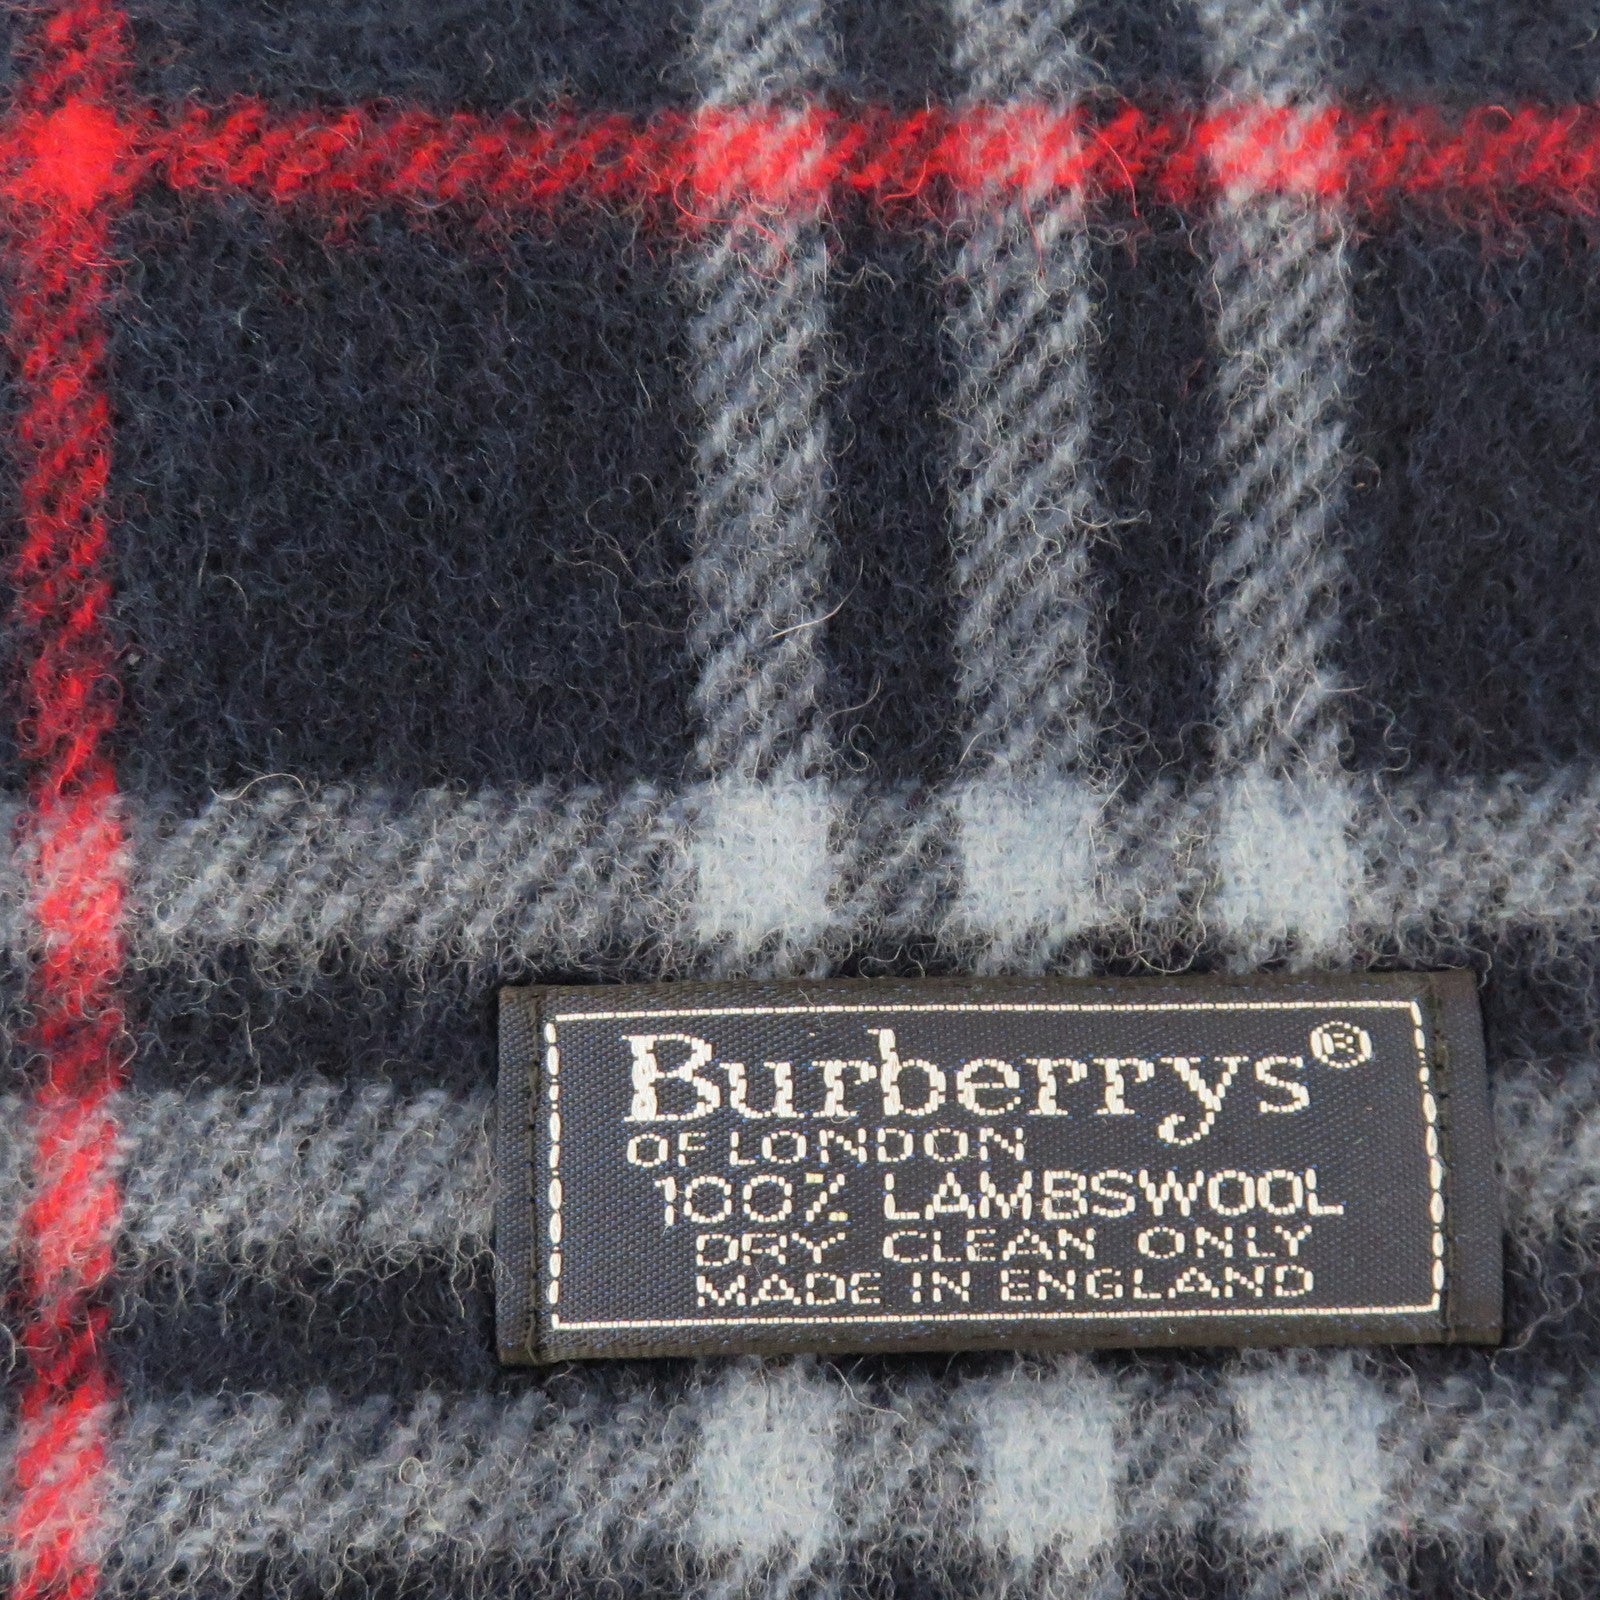 Burberrys®
OF LONDON
100% LAMBSWOOL
DRY CLEAN ONLY
MADE IN ENGLAND